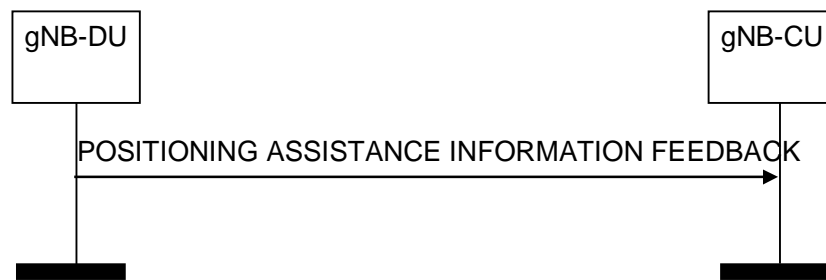 gNB-DU
gNB-CU
POSITIONING ASSISTANCE INFORMATION FEEDBACK